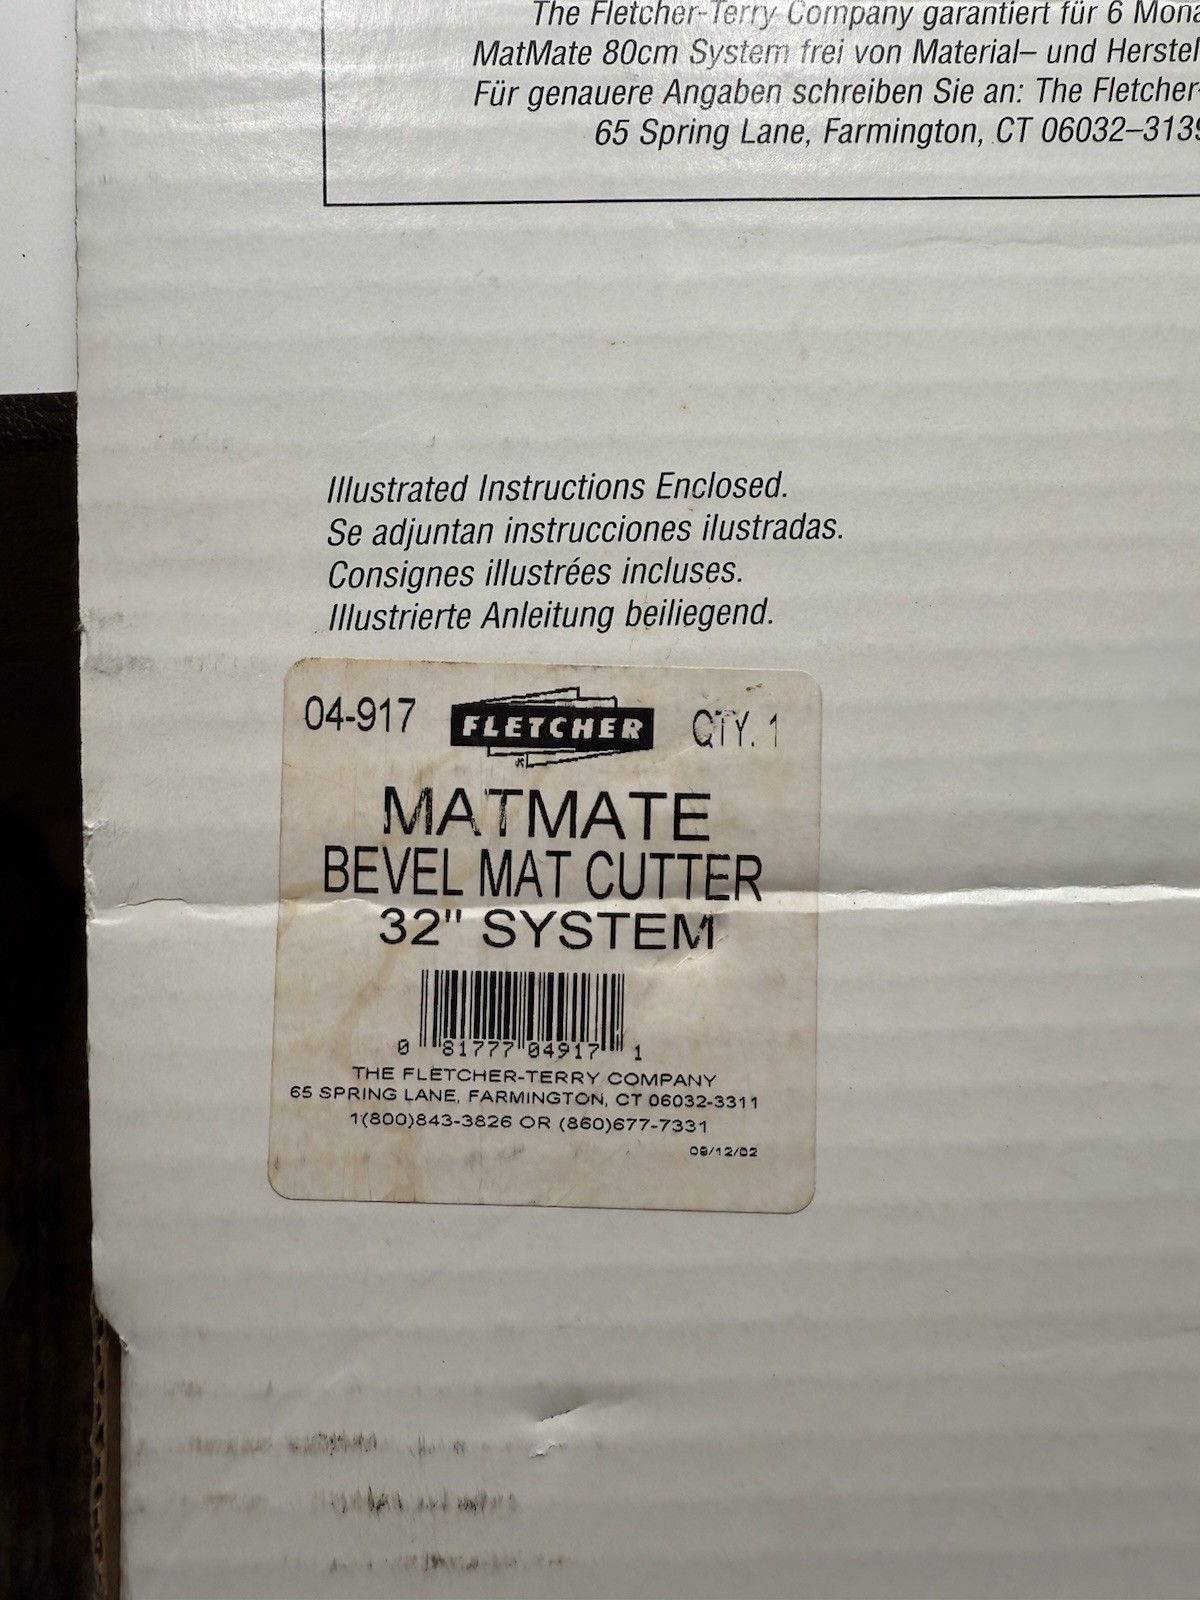 The Fletcher-Terry Company garantiert für 6 Mona
MatMate 80cm System frei von Material– und Herstel
Für genauere Angaben schreiben Sie an: The Fletcher-
65 Spring Lane, Farmington, CT 06032–3139
Illustrated Instructions Enclosed.
Se adjuntan instrucciones ilustradas.
Consignes illustrées incluses.
Illustrierte Anleitung beiliegend.
04-917 FLETCHER QTY. 1
MATMATE
BEVEL MAT CUTTER
32" SYSTEM
0 81777 04917 1
THE FLETCHER-TERRY COMPANY
65 SPRING LANE, FARMINGTON, CT 06032-3311
1(800)843-3826 OR (860)677-7331
09/12/02